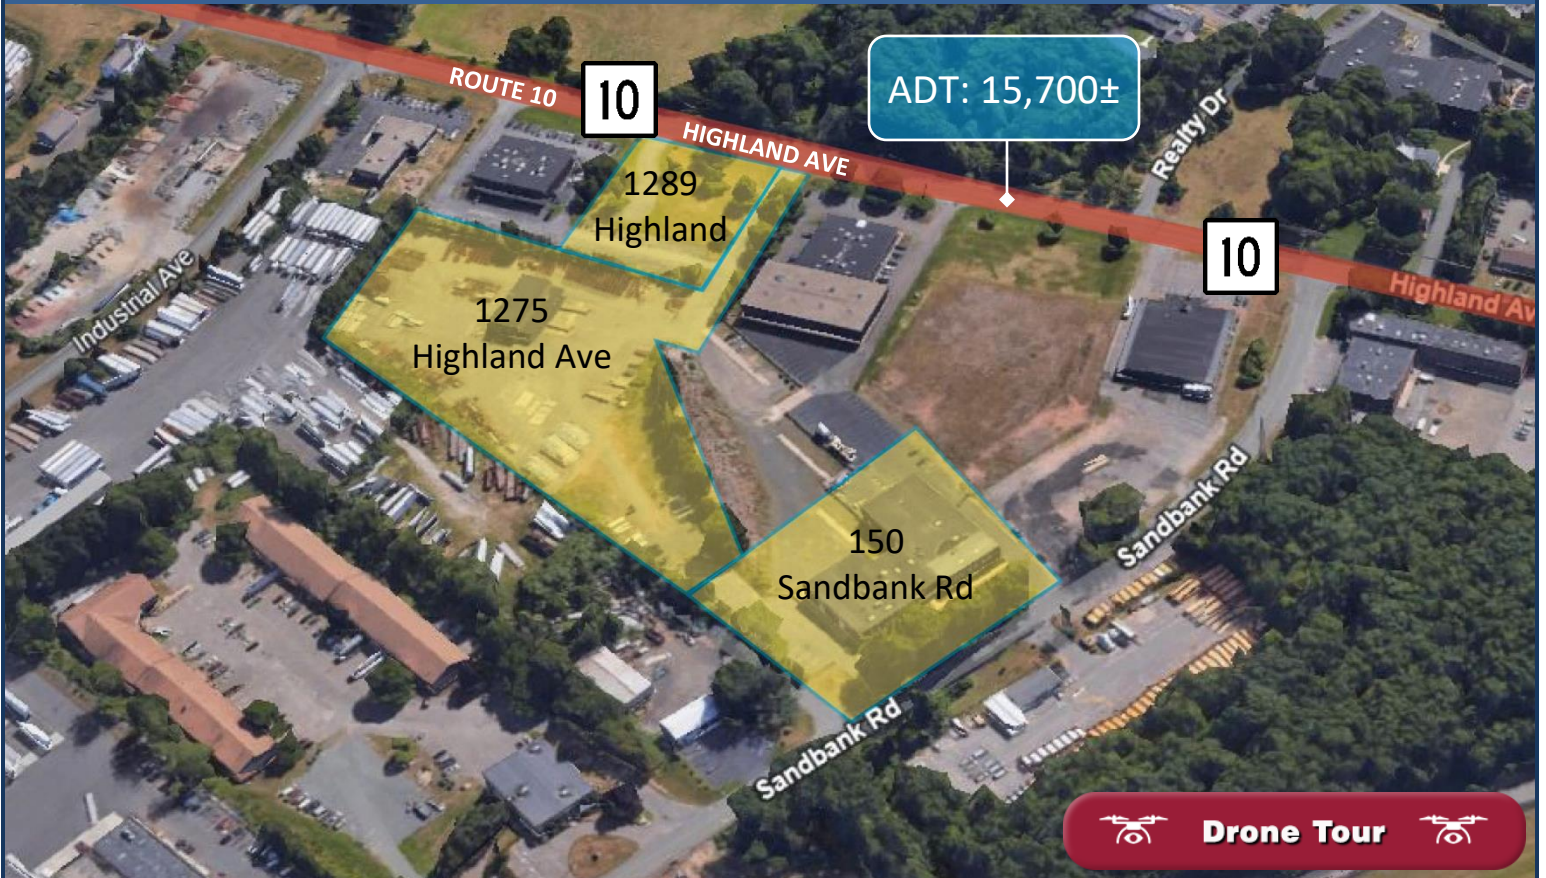 ROUTE 10
10
HIGHLAND AVE
ADT: 15,700±
Realty Dr
1289
Highland
10
Highland Av
Industrial Ave
1275
Highland Ave
Sandbank Rd
150
Sandbank Rd
Sandbank Rd
Drone Tour